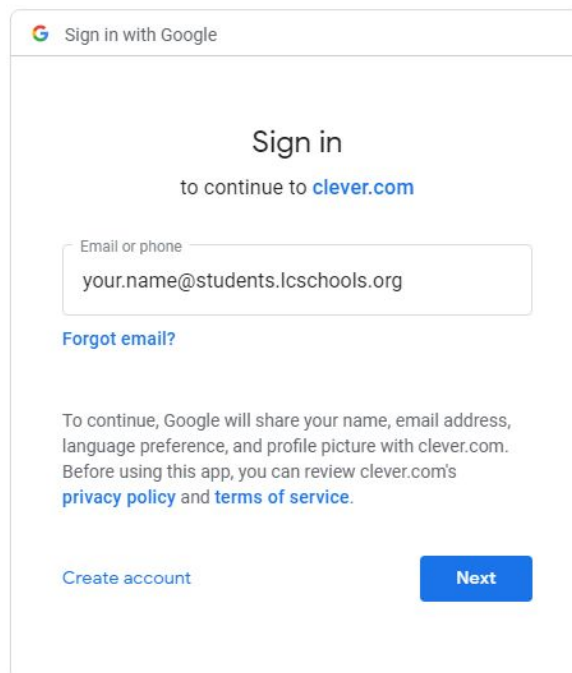 Sign in with Google
Sign in
to continue to clever.com
Email or phone
your.name@students.lcschools.org
Forgot email?
To continue, Google will share your name, email address,
language preference, and profile picture with clever.com.
Before using this app, you can review clever.com's
privacy policy and terms of service.
Create account
Next